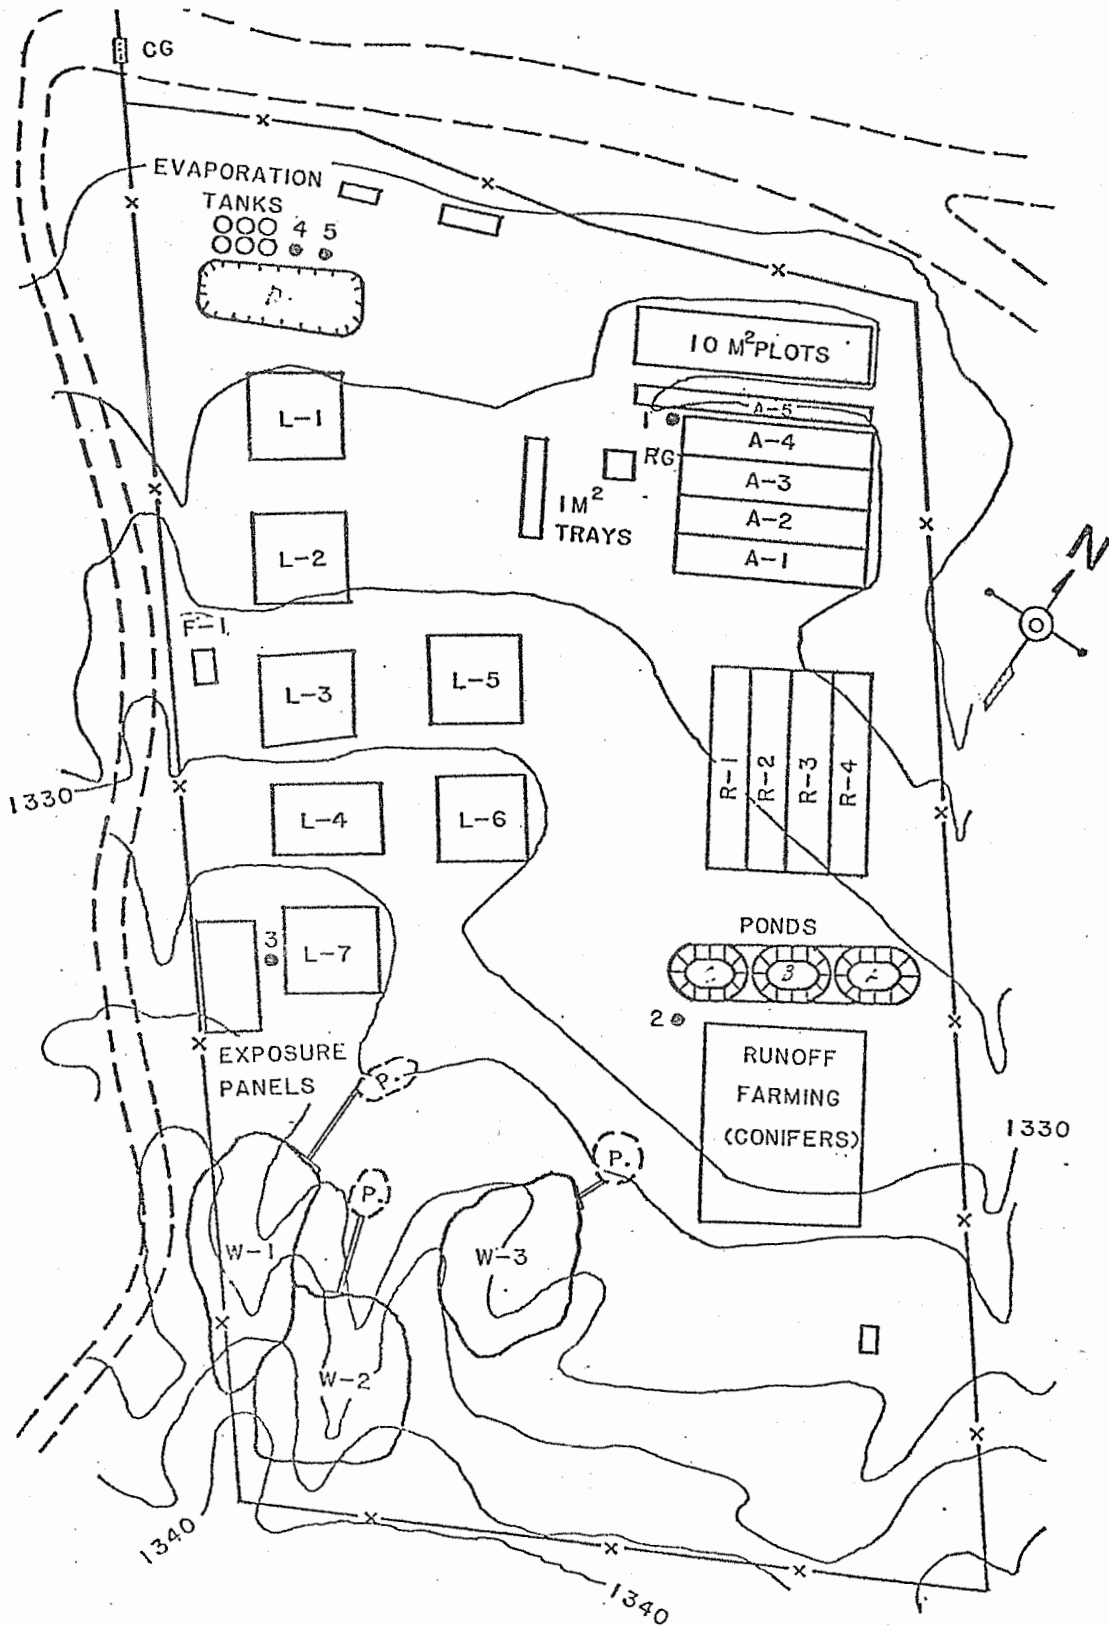 CG
EVAPORATION
TANKS
4 5
10 M² PLOTS
L-1
A-5
1
A-4
RG
A-3
1M²
TRAYS
A-2
A-1
N
L-2
F-1
L-3
L-5
R-1
R-2
R-3
R-4
1330
L-4
L-6
PONDS
3
L-7
B
2
EXPOSURE
PANELS
P.
RUNOFF
FARMING
(CONIFERS)
1330
P.
P.
W-1
W-3
W-2
1340
1340